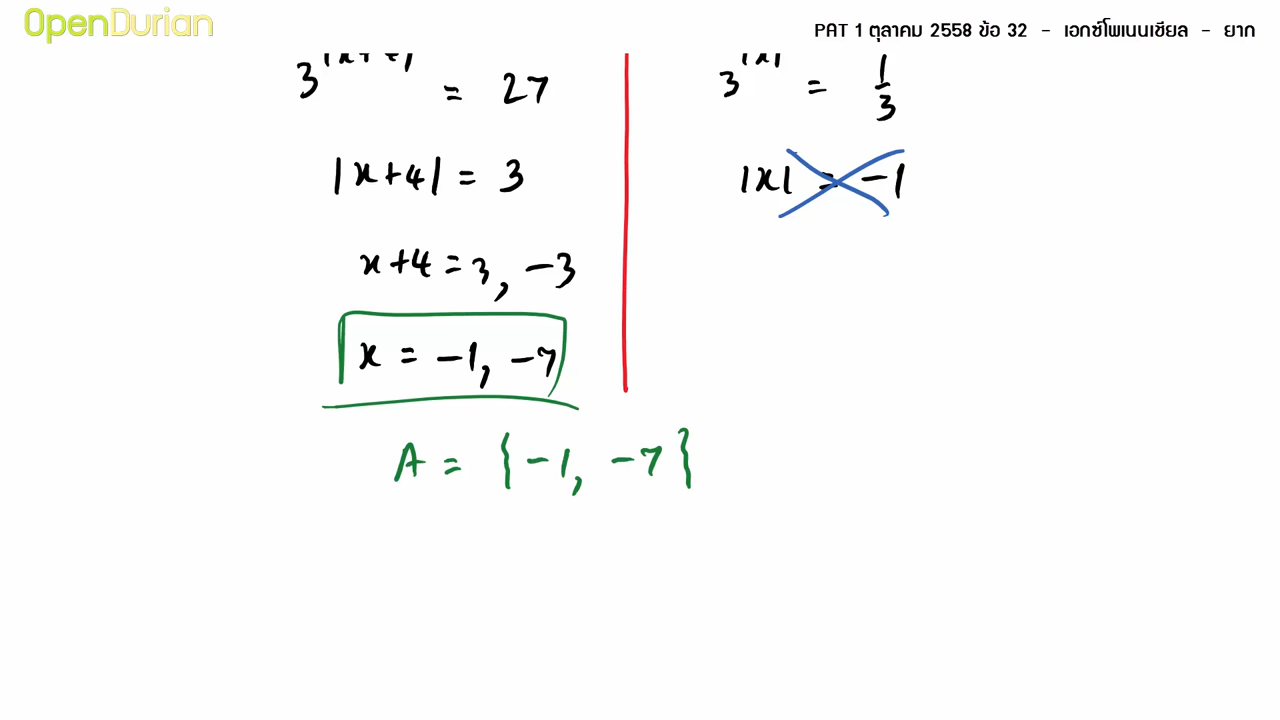 OpenDurian
PAT 1 ตุลาคม 2558 ข้อ 32 - เอกซ์โพเนนเชียล - ยาก
3^|x+4| = 27
|x+4| = 3
x+4 = 3, -3
x = -1, -7
A = {-1, -7}
3^|x| = 1/3
|x| = -1